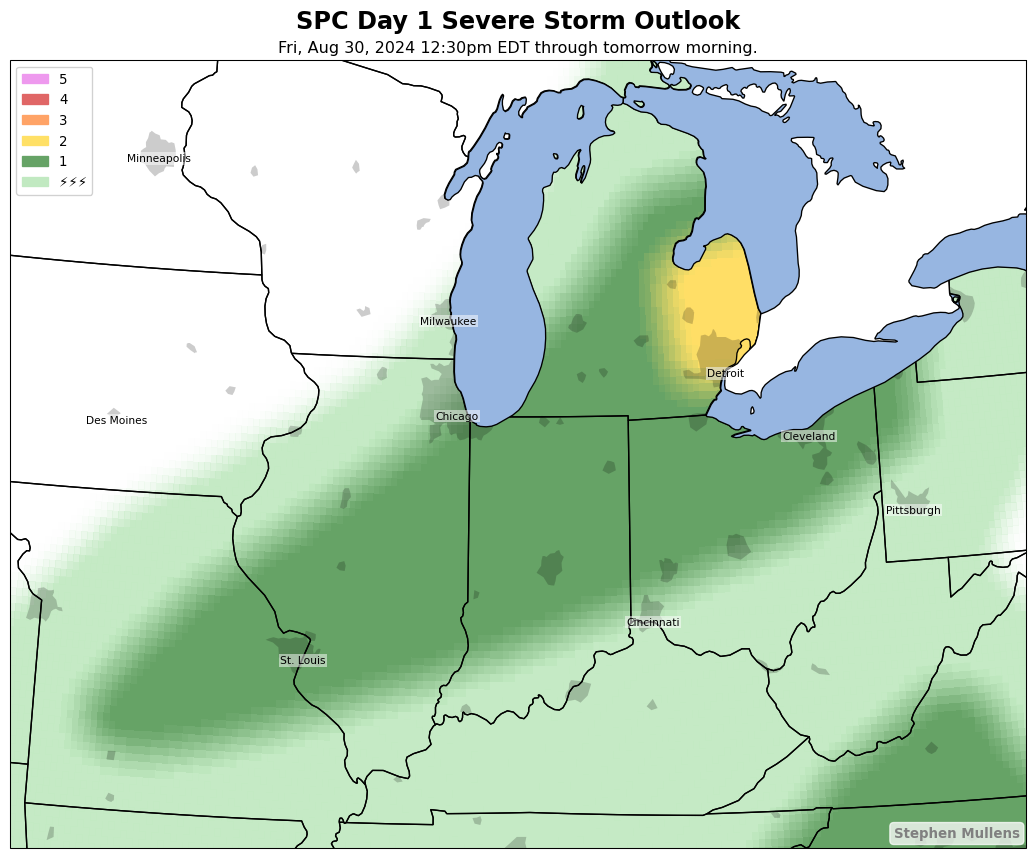 SPC Day 1 Severe Storm Outlook
Fri, Aug 30, 2024 12:30pm EDT through tomorrow morning.
5
4
3
2
1
⚡⚡⚡
Minneapolis
Milwaukee
Detroit
Chicago
Des Moines
Cleveland
Pittsburgh
Cincinnati
St. Louis
Stephen Mullens